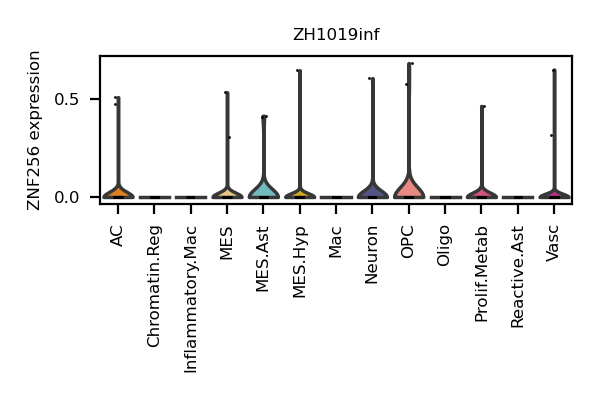 ZH1019inf
ZNF256 expression
0.5
0.0
AC
Chromatin.Reg
Inflammatory.Mac
MES
MES.Ast
MES.Hyp
Mac
Neuron
OPC
Oligo
Prolif.Metab
Reactive.Ast
Vasc